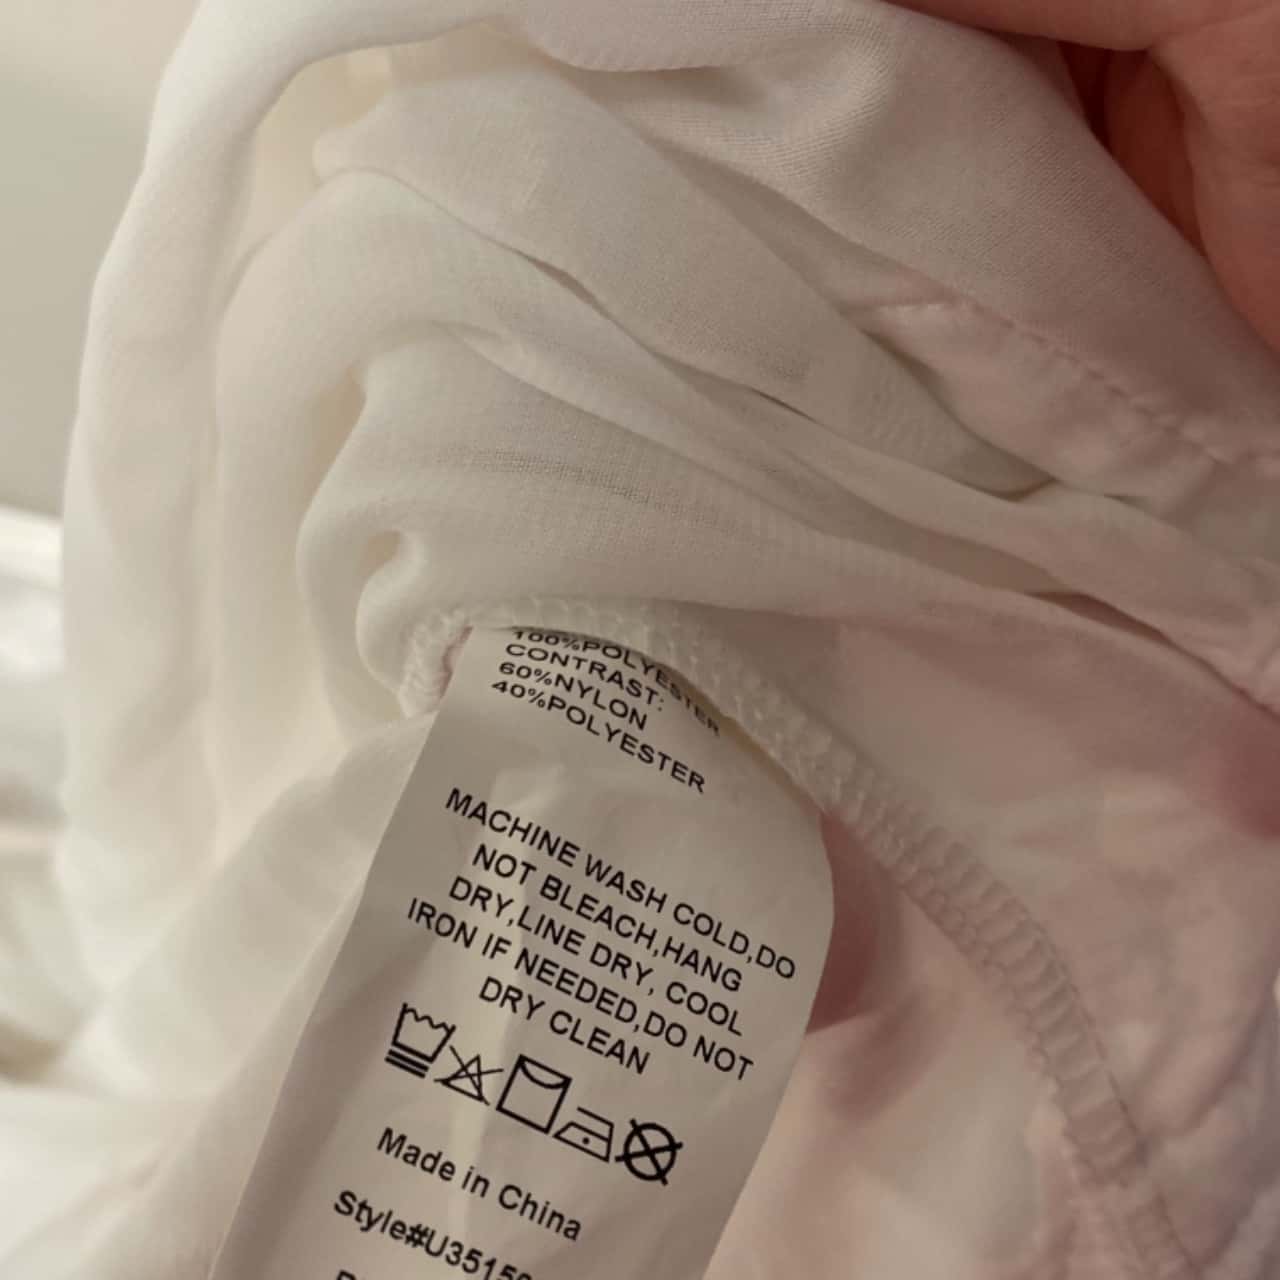 100%POLYESTER
CONTRAST:
60%NYLON
40%POLYESTER
MACHINE WASH COLD,DO
NOT BLEACH,HANG
DRY,LINE DRY, COOL
IRON IF NEEDED,DO NOT
DRY CLEAN
Made in China